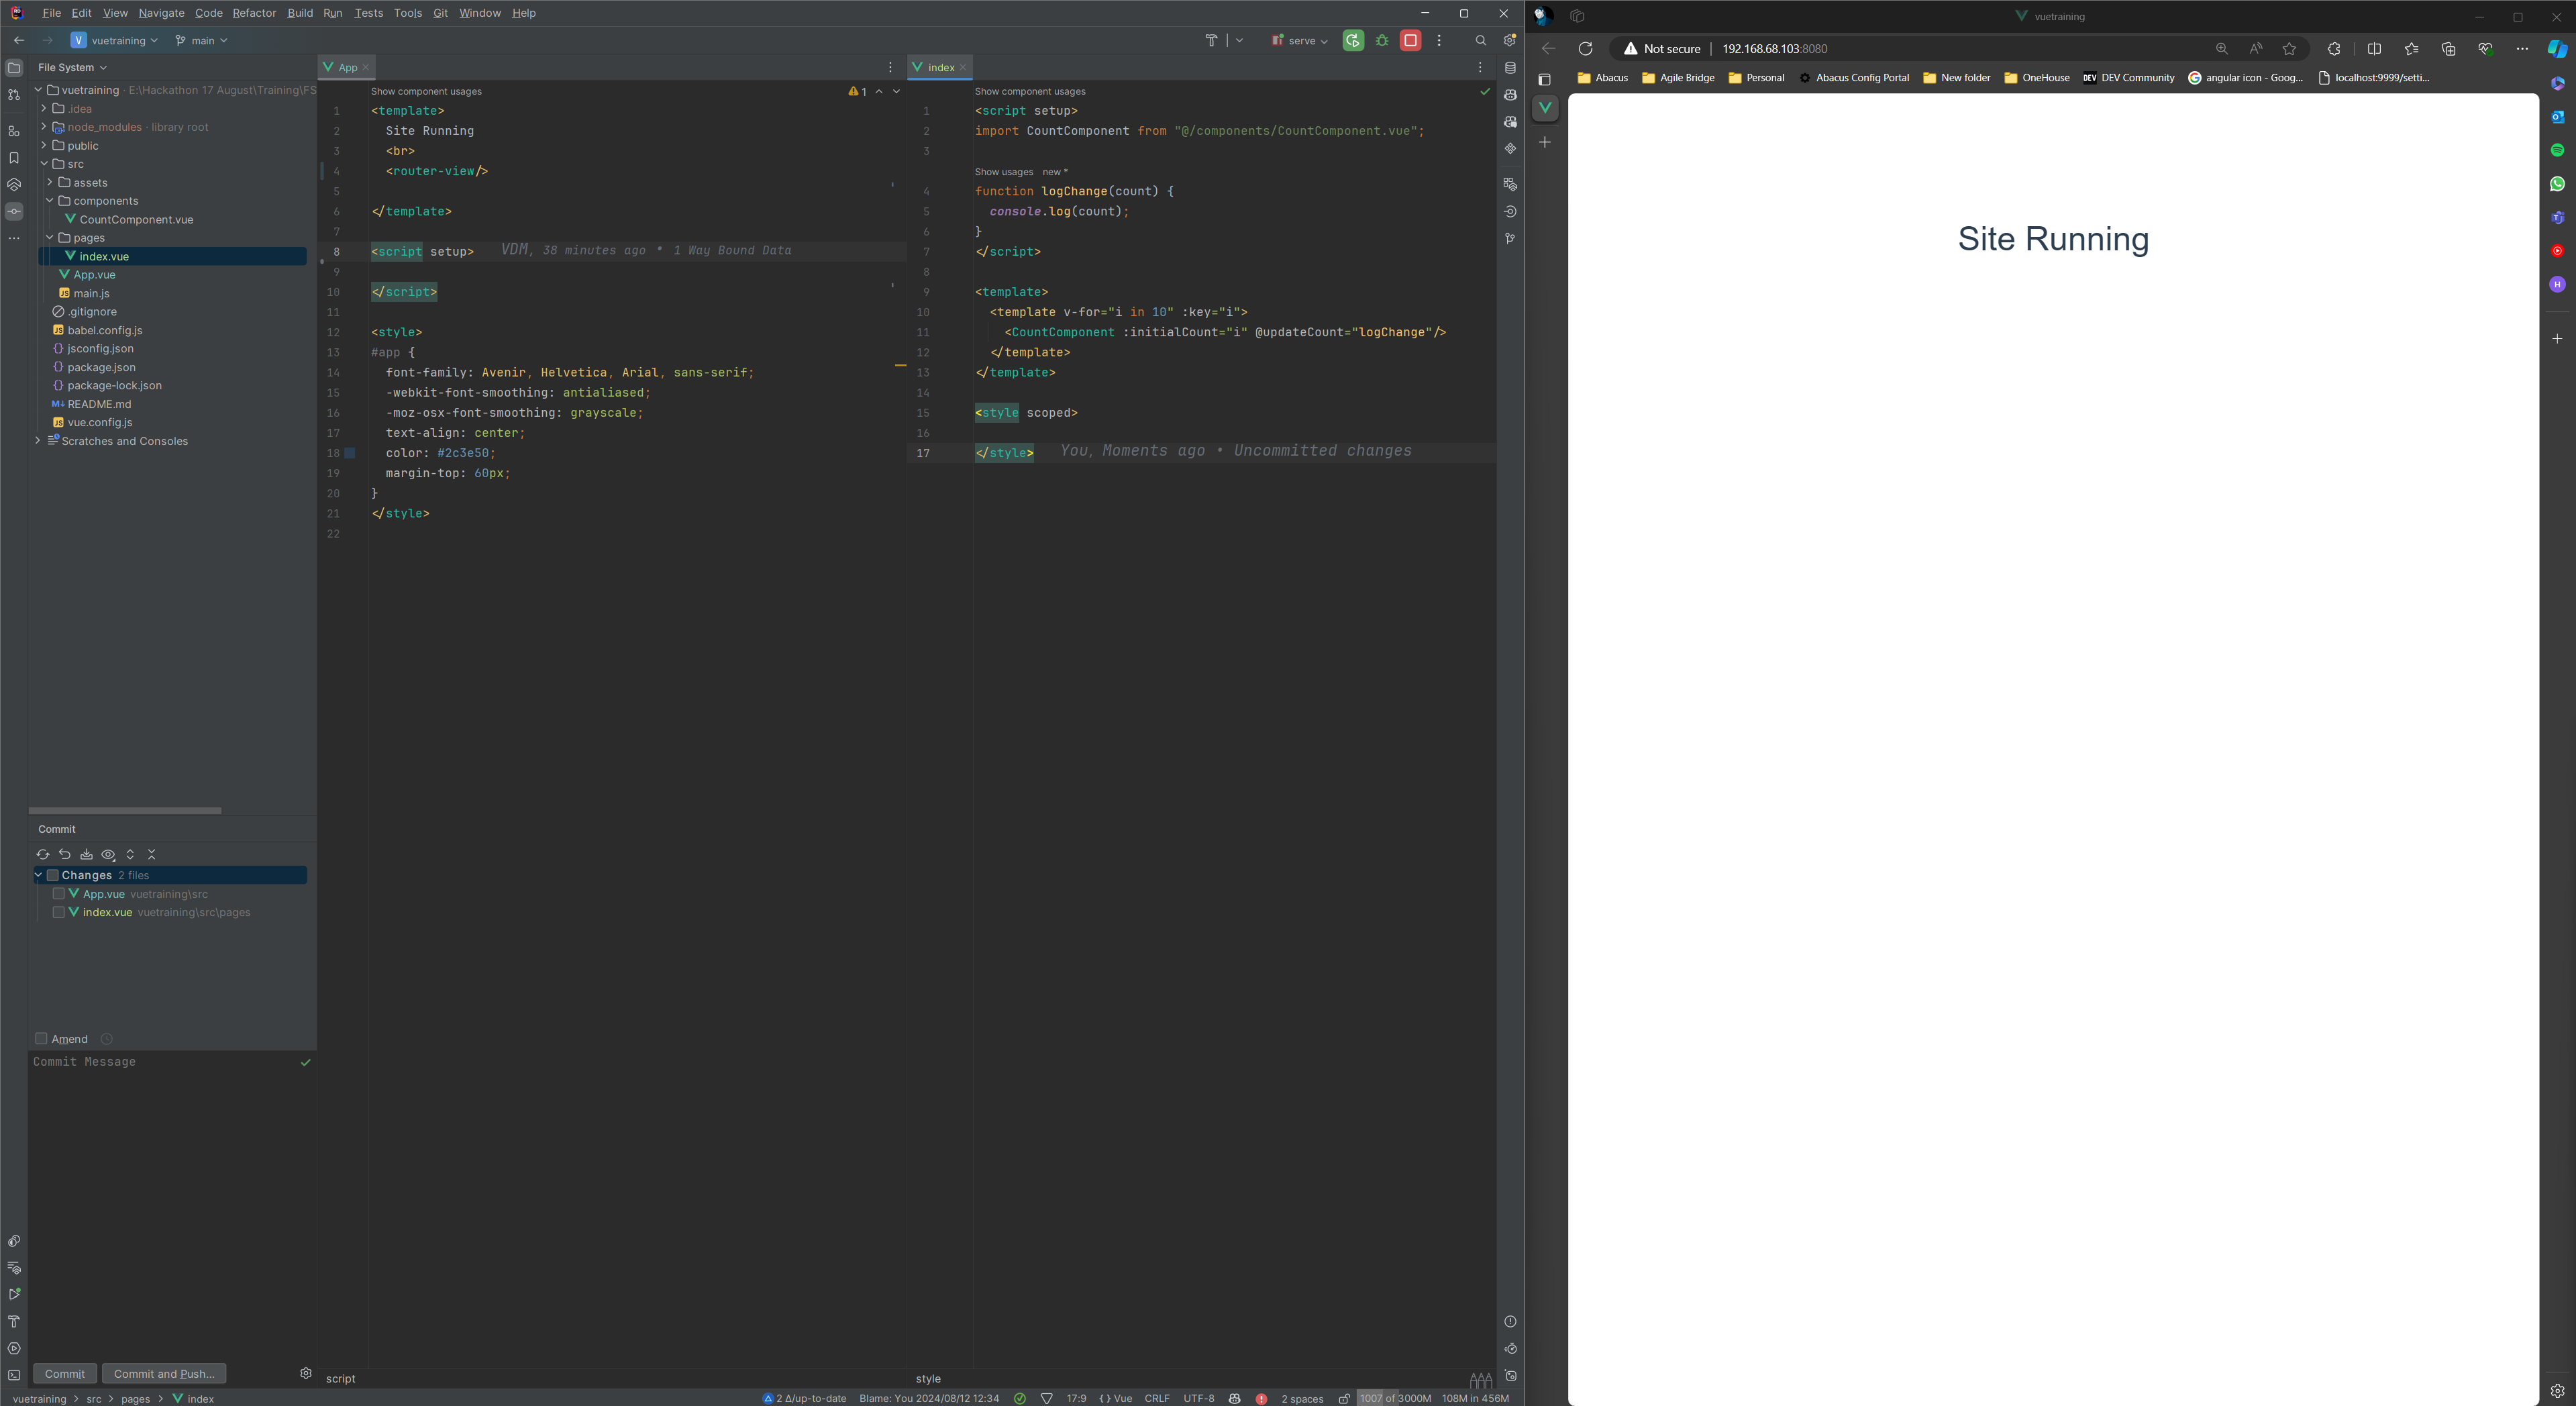 File Edit View Navigate Code Refactor Build Run Tests Tools Git Window Help
V vuetraining main serve
File System
vuetraining · E:\Hackathon 17 August\Training\FS
.idea
node_modules · library root
public
src
assets
components
CountComponent.vue
pages
index.vue
App.vue
main.js
.gitignore
babel.config.js
jsconfig.json
package.json
package-lock.json
README.md
vue.config.js
Scratches and Consoles
Commit
Changes 2 files
App.vue vuetraining\src
index.vue vuetraining\src\pages
Amend
Commit Message
Commit Commit and Push...
App
Show component usages
1
1 <template>
2 Site Running
3 <br>
4 <router-view/>
5
6 </template>
7
8 <script setup> VDM, 38 minutes ago • 1 Way Bound Data
9
10 </script>
11
12 <style>
13 #app {
14 font-family: Avenir, Helvetica, Arial, sans-serif;
15 -webkit-font-smoothing: antialiased;
16 -moz-osx-font-smoothing: grayscale;
17 text-align: center;
18 color: #2c3e50;
19 margin-top: 60px;
20 }
21 </style>
22
script
index
Show component usages
1 <script setup>
2 import CountComponent from "@/components/CountComponent.vue";
3
Show usages new *
4 function logChange(count) {
5 console.log(count);
6 }
7 </script>
8
9 <template>
10 <template v-for="i in 10" :key="i">
11 <CountComponent :initialCount="i" @updateCount="logChange"/>
12 </template>
13 </template>
14
15 <style scoped>
16
17 </style> You, Moments ago • Uncommitted changes
style
vuetraining > src > pages > index
2 Δ/up-to-date Blame: You 2024/08/12 12:34 17:9 {} Vue CRLF UTF-8 2 spaces 1007 of 3000M 108M in 456M
vuetraining
Not secure 192.168.68.103:8080
Abacus Agile Bridge Personal Abacus Config Portal New folder OneHouse DEV DEV Community angular icon - Goog... localhost:9999/setti...
Site Running
H